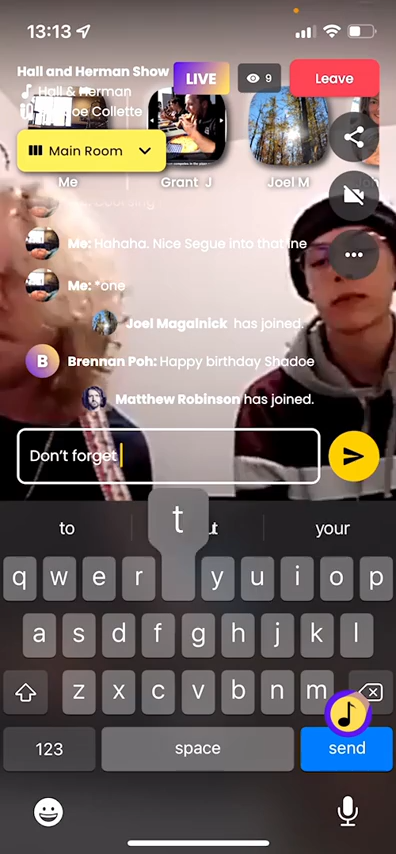 13:13
Hall and Herman Show
LIVE
9
Leave
Hall & Herman
oe Collette
Main Room
Me
Grant J
Joel M
Me: Hahaha. Nice Segue into that line
Me: *one
Joel Magalnick has joined.
B
Brennan Poh: Happy birthday Shadoe
Matthew Robinson has joined.
Don't forget
t
to
your
q w e r y u i o p
a s d f g h j k l
z x c v b n m
123
space
send